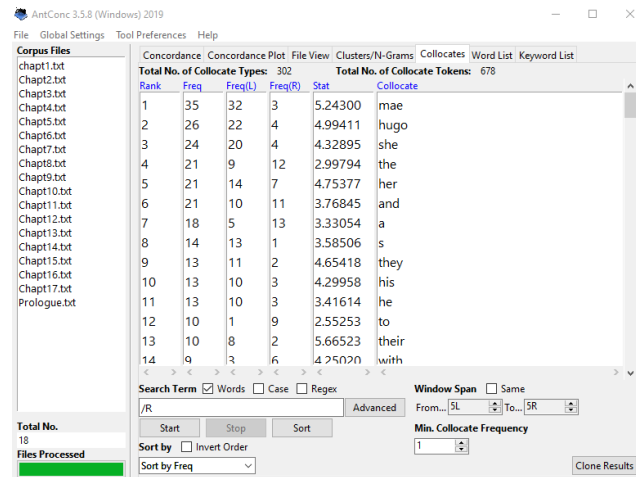 AntConc 3.5.8 (Windows) 2019
File Global Settings Tool Preferences Help
Corpus Files
chapt1.txt
Chapt2.txt
Chapt3.txt
Chapt4.txt
Chapt5.txt
Chapt6.txt
Chapt7.txt
Chapt8.txt
Chapt9.txt
Chapt10.txt
Chapt11.txt
Chapt12.txt
Chapt13.txt
Chapt14.txt
Chapt15.txt
Chapt16.txt
Chapt17.txt
Prologue.txt
Total No.
18
Files Processed
Concordance Concordance Plot File View Clusters/N-Grams Collocates Word List Keyword List
Total No. of Collocate Types: 302 Total No. of Collocate Tokens: 678
Rank Freq Freq(L) Freq(R) Stat Collocate
1 35 32 3 5.24300 mae
2 26 22 4 4.99411 hugo
3 24 20 4 4.32895 she
4 21 9 12 2.99794 the
5 21 14 7 4.75377 her
6 21 10 11 3.76845 and
7 18 5 13 3.33054 a
8 14 13 1 3.58506 s
9 13 11 2 4.65418 they
10 13 10 3 4.29958 his
11 13 10 3 3.41614 he
12 10 1 9 2.55253 to
13 10 8 2 5.66523 their
14 9 3 6 4.25020 with
Search Term Words Case Regex Window Span Same
/R Advanced From... 5L To... 5R
Start Stop Sort Min. Collocate Frequency
Sort by Invert Order 1
Sort by Freq Clone Results